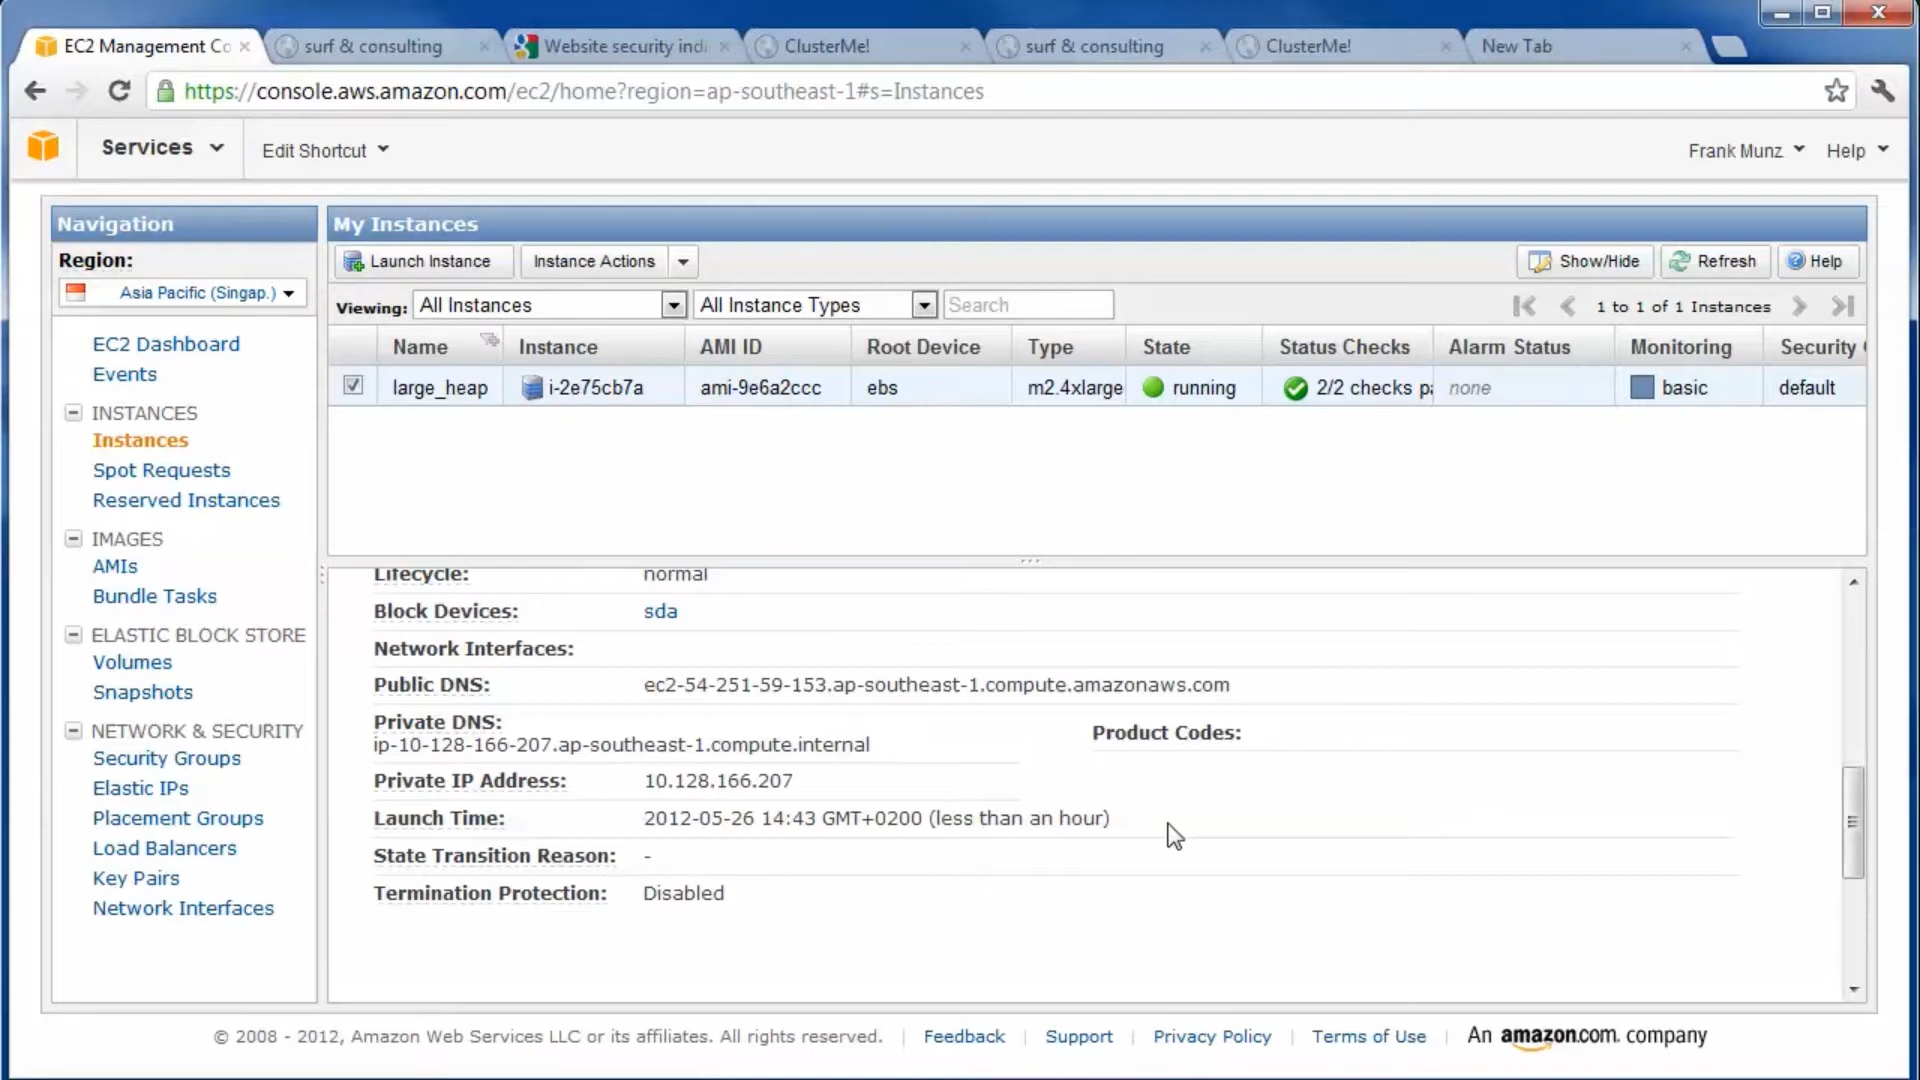 EC2 Management Co
surf & consulting
Website security indi
ClusterMe!
surf & consulting
ClusterMe!
New Tab
https://console.aws.amazon.com/ec2/home?region=ap-southeast-1#s=Instances
Services
Edit Shortcut
Frank Munz
Help
Navigation
Region:
Asia Pacific (Singap.)
EC2 Dashboard
Events
INSTANCES
Instances
Spot Requests
Reserved Instances
IMAGES
AMIs
Bundle Tasks
ELASTIC BLOCK STORE
Volumes
Snapshots
NETWORK & SECURITY
Security Groups
Elastic IPs
Placement Groups
Load Balancers
Key Pairs
Network Interfaces
My Instances
Launch Instance
Instance Actions
Show/Hide
Refresh
Help
Viewing: All Instances All Instance Types Search
1 to 1 of 1 Instances
Name Instance AMI ID Root Device Type State Status Checks Alarm Status Monitoring Security
large_heap i-2e75cb7a ami-9e6a2ccc ebs m2.4xlarge running 2/2 checks pa none basic default
Lifecycle: normal
Block Devices: sda
Network Interfaces:
Public DNS: ec2-54-251-59-153.ap-southeast-1.compute.amazonaws.com
Private DNS:
ip-10-128-166-207.ap-southeast-1.compute.internal
Product Codes:
Private IP Address: 10.128.166.207
Launch Time: 2012-05-26 14:43 GMT+0200 (less than an hour)
State Transition Reason: -
Termination Protection: Disabled
© 2008 - 2012, Amazon Web Services LLC or its affiliates. All rights reserved. | Feedback | Support | Privacy Policy | Terms of Use | An amazon.com. company